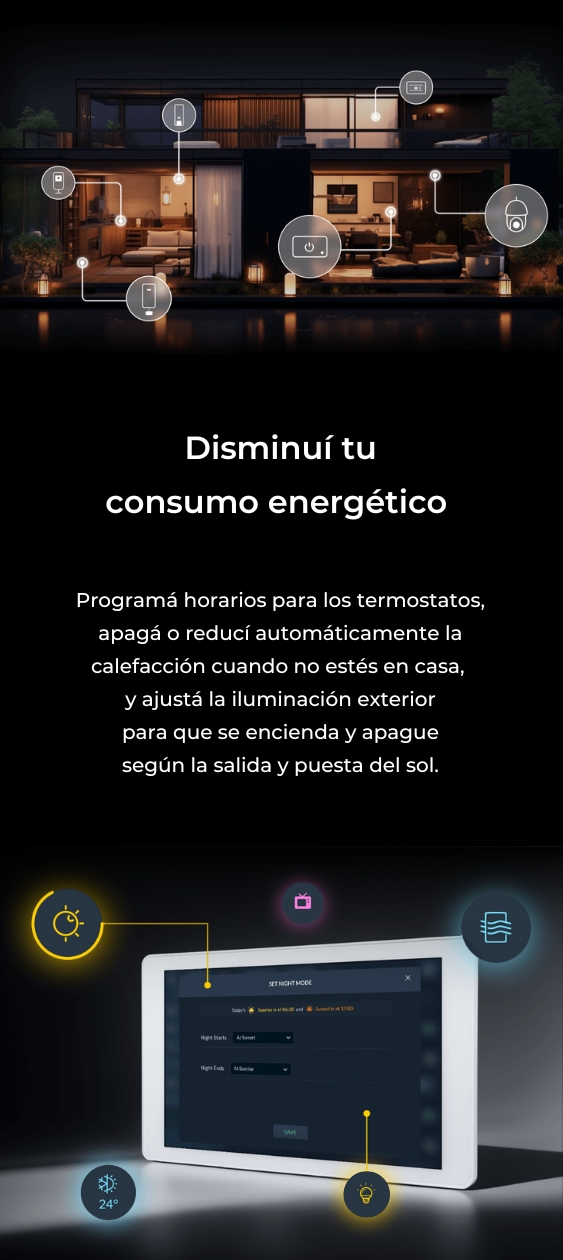 Disminuí tu
consumo energético
Programá horarios para los termostatos,
apagá o reducí automáticamente la
calefacción cuando no estés en casa,
y ajustá la iluminación exterior
para que se encienda y apague
según la salida y puesta del sol.
SET NIGHT MODE
Today's Sunrise is at 06:30 and Sunset is at 17:03
Night Starts At Sunset
Night Ends At Sunrise
SAVE
24°